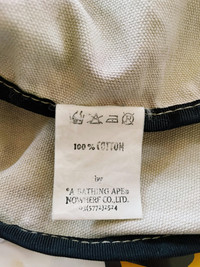 100% COTTON
by
"A BATHING APE®
NOWHERE CO., LTD.